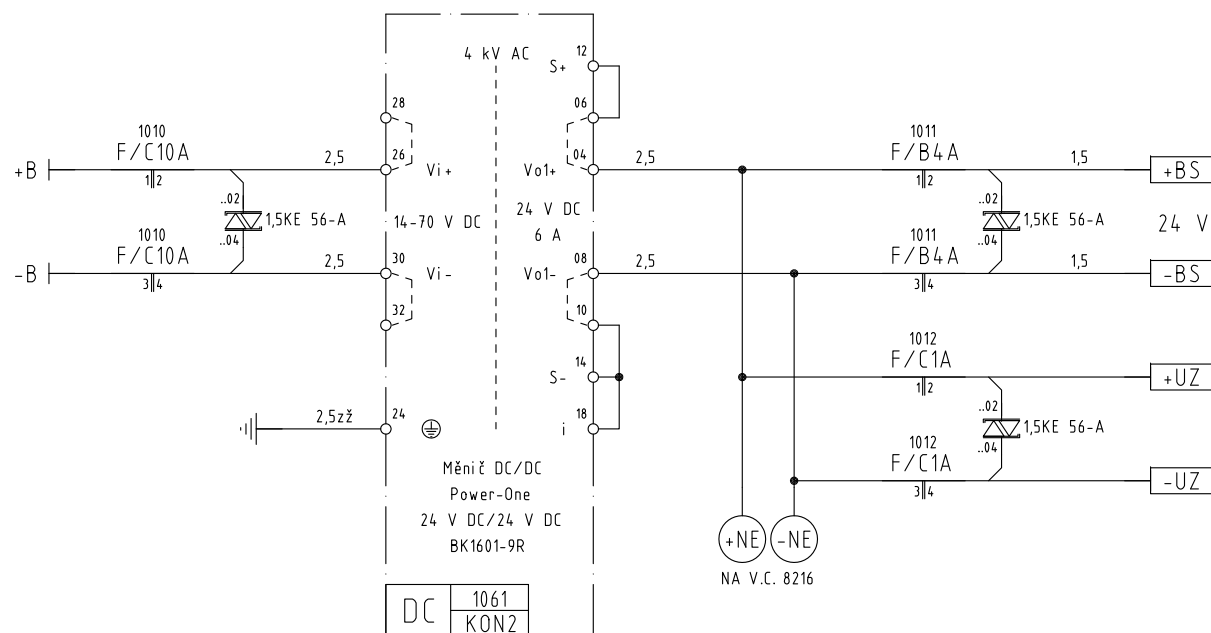 4 kV AC
12
S+
28
06
1010
F/C10A
2,5
26
Vi+
04
Vo1+
2,5
1011
F/B4A
1,5
+B
1 2
1 2
+BS
..02
1,5KE 56-A
..04
14-70 V DC
24 V DC
6 A
..02
1,5KE 56-A
..04
24 V
1010
F/C10A
2,5
30
Vi-
08
Vo1-
2,5
1011
F/B4A
1,5
-B
3 4
3 4
-BS
32
10
1012
F/C1A
14
S-
1 2
+UZ
2,5zž
24
18
i
..02
1,5KE 56-A
..04
1012
F/C1A
Měnič DC/DC
Power-One
24 V DC/24 V DC
BK1601-9R
3 4
-UZ
+NE
-NE
NA V.C. 8216
DC
1061
KON2